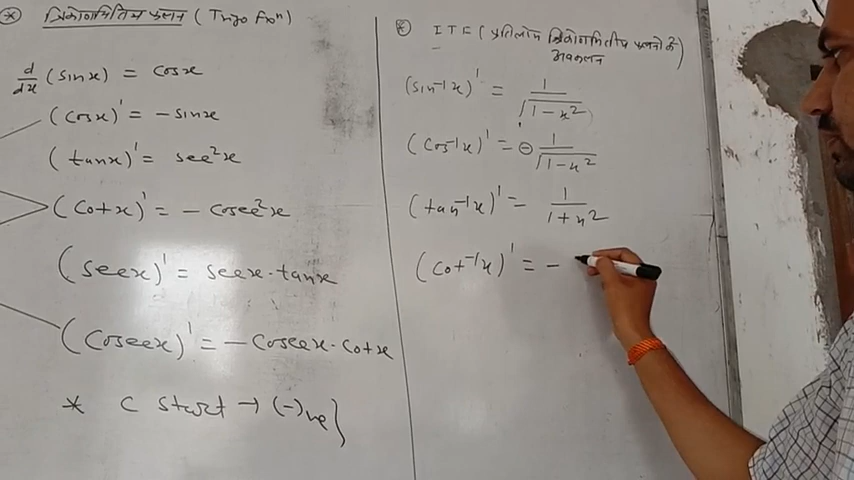 * त्रिकोणमितिय फलन ( Trigo fxⁿ )
d/dx (sinx) = cosx
(cosx)' = - sinx
(tanx)' = sec²x
(cotx)' = - cosec²x
(secx)' = secx·tanx
(cosecx)' = - cosecx·cotx
* C start → (-)ve)
* ITF ( प्रतिलोम त्रिकोणमितीय फलनो के
अवकलन )
(sin⁻¹x)' = 1/√(1-x²)
(cos⁻¹x)' = - 1/√(1-x²)
(tan⁻¹x)' = 1/(1+x²)
(cot⁻¹x)' = -